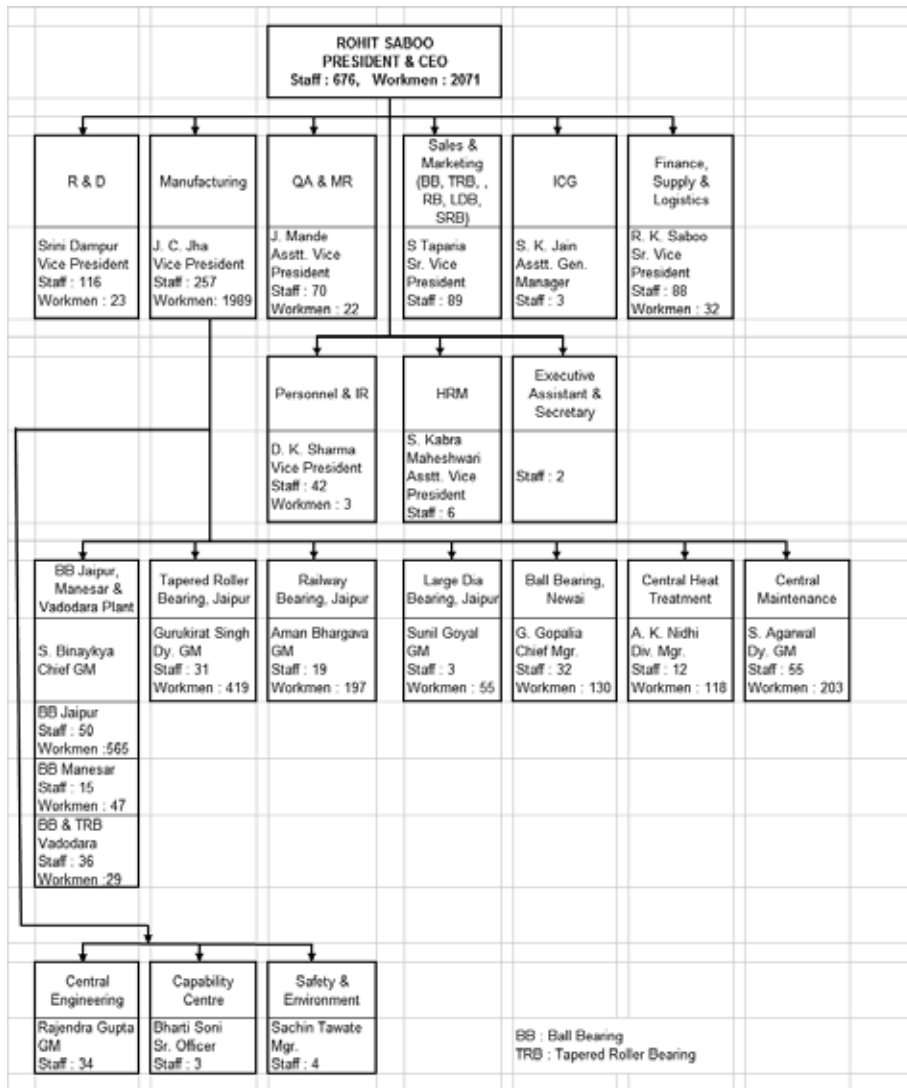 ROHIT SABOO
PRESIDENT & CEO
Staff : 676, Workmen : 2071
R & D
Srini Dampur
Vice President
Staff : 116
Workmen : 23
Manufacturing
J. C. Jha
Vice President
Staff : 257
Workmen: 1989
QA & MR
J. Mande
Asstt. Vice
President
Staff : 70
Workmen : 22
Sales &
Marketing
(BB, TRB, ,
RB, LDB,
SRB)
S Taparia
Sr. Vice
President
Staff : 89
ICG
S. K. Jain
Asstt. Gen.
Manager
Staff : 3
Finance,
Supply &
Logistics
R. K. Saboo
Sr. Vice
President
Staff : 88
Workmen : 32
Personnel & IR
D. K. Sharma
Vice President
Staff : 42
Workmen : 3
HRM
S. Kabra
Maheshwari
Asstt. Vice
President
Staff : 6
Executive
Assistant &
Secretary
Staff : 2
BB Jaipur,
Manesar &
Vadodara Plant
S. Binaykya
Chief GM
BB Jaipur
Staff : 50
Workmen :565
BB Manesar
Staff : 15
Workmen : 47
BB & TRB
Vadodara
Staff : 36
Workmen :29
Tapered Roller
Bearing, Jaipur
Gurukirat Singh
Dy. GM
Staff : 31
Workmen : 419
Railway
Bearing, Jaipur
Aman Bhargava
GM
Staff : 19
Workmen : 197
Large Dia
Bearing, Jaipur
Sunil Goyal
GM
Staff : 3
Workmen : 55
Ball Bearing,
Newai
G. Gopalia
Chief Mgr.
Staff : 32
Workmen : 130
Central Heat
Treatment
A. K. Nidhi
Div. Mgr.
Staff : 12
Workmen : 118
Central
Maintenance
S. Agarwal
Dy. GM
Staff : 55
Workmen : 203
Central
Engineering
Rajendra Gupta
GM
Staff : 34
Capability
Centre
Bharti Soni
Sr. Officer
Staff : 3
Safety &
Environment
Sachin Tawate
Mgr.
Staff : 4
BB : Ball Bearing
TRB : Tapered Roller Bearing